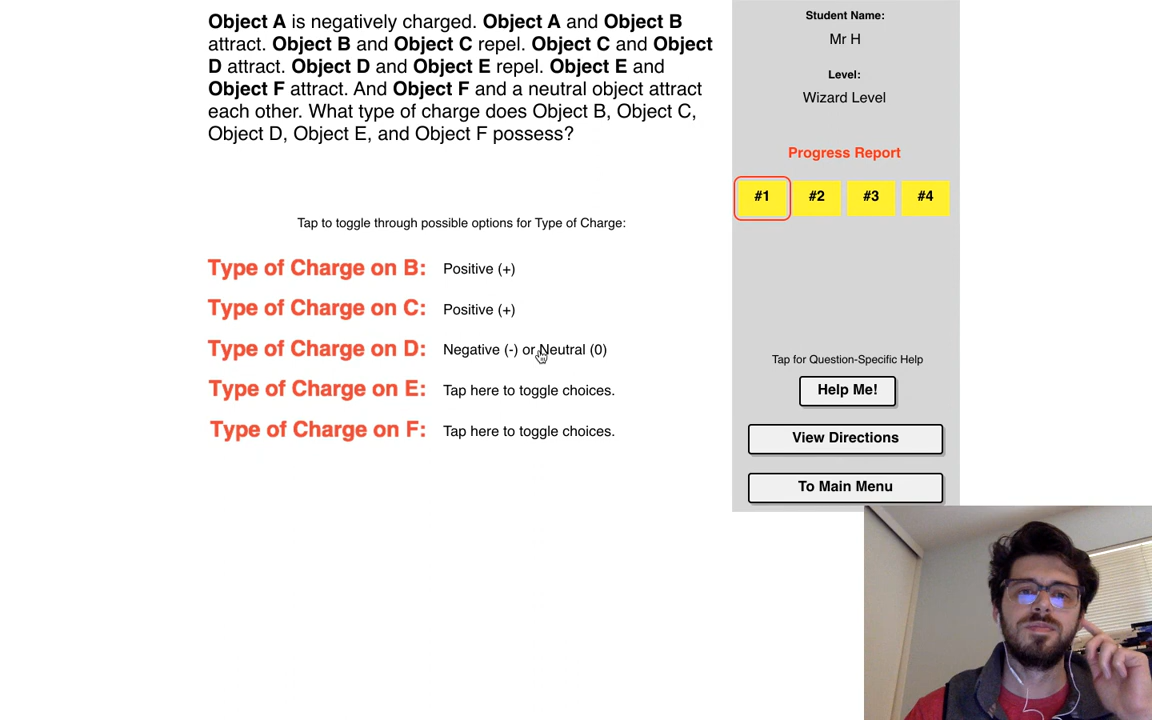 Object A is negatively charged. Object A and Object B
attract. Object B and Object C repel. Object C and Object
D attract. Object D and Object E repel. Object E and
Object F attract. And Object F and a neutral object attract
each other. What type of charge does Object B, Object C,
Object D, Object E, and Object F possess?
Tap to toggle through possible options for Type of Charge:
Type of Charge on B: Positive (+)
Type of Charge on C: Positive (+)
Type of Charge on D: Negative (-) or Neutral (0)
Type of Charge on E: Tap here to toggle choices.
Type of Charge on F: Tap here to toggle choices.
Student Name:
Mr H
Level:
Wizard Level
Progress Report
#1 #2 #3 #4
Tap for Question-Specific Help
Help Me!
View Directions
To Main Menu